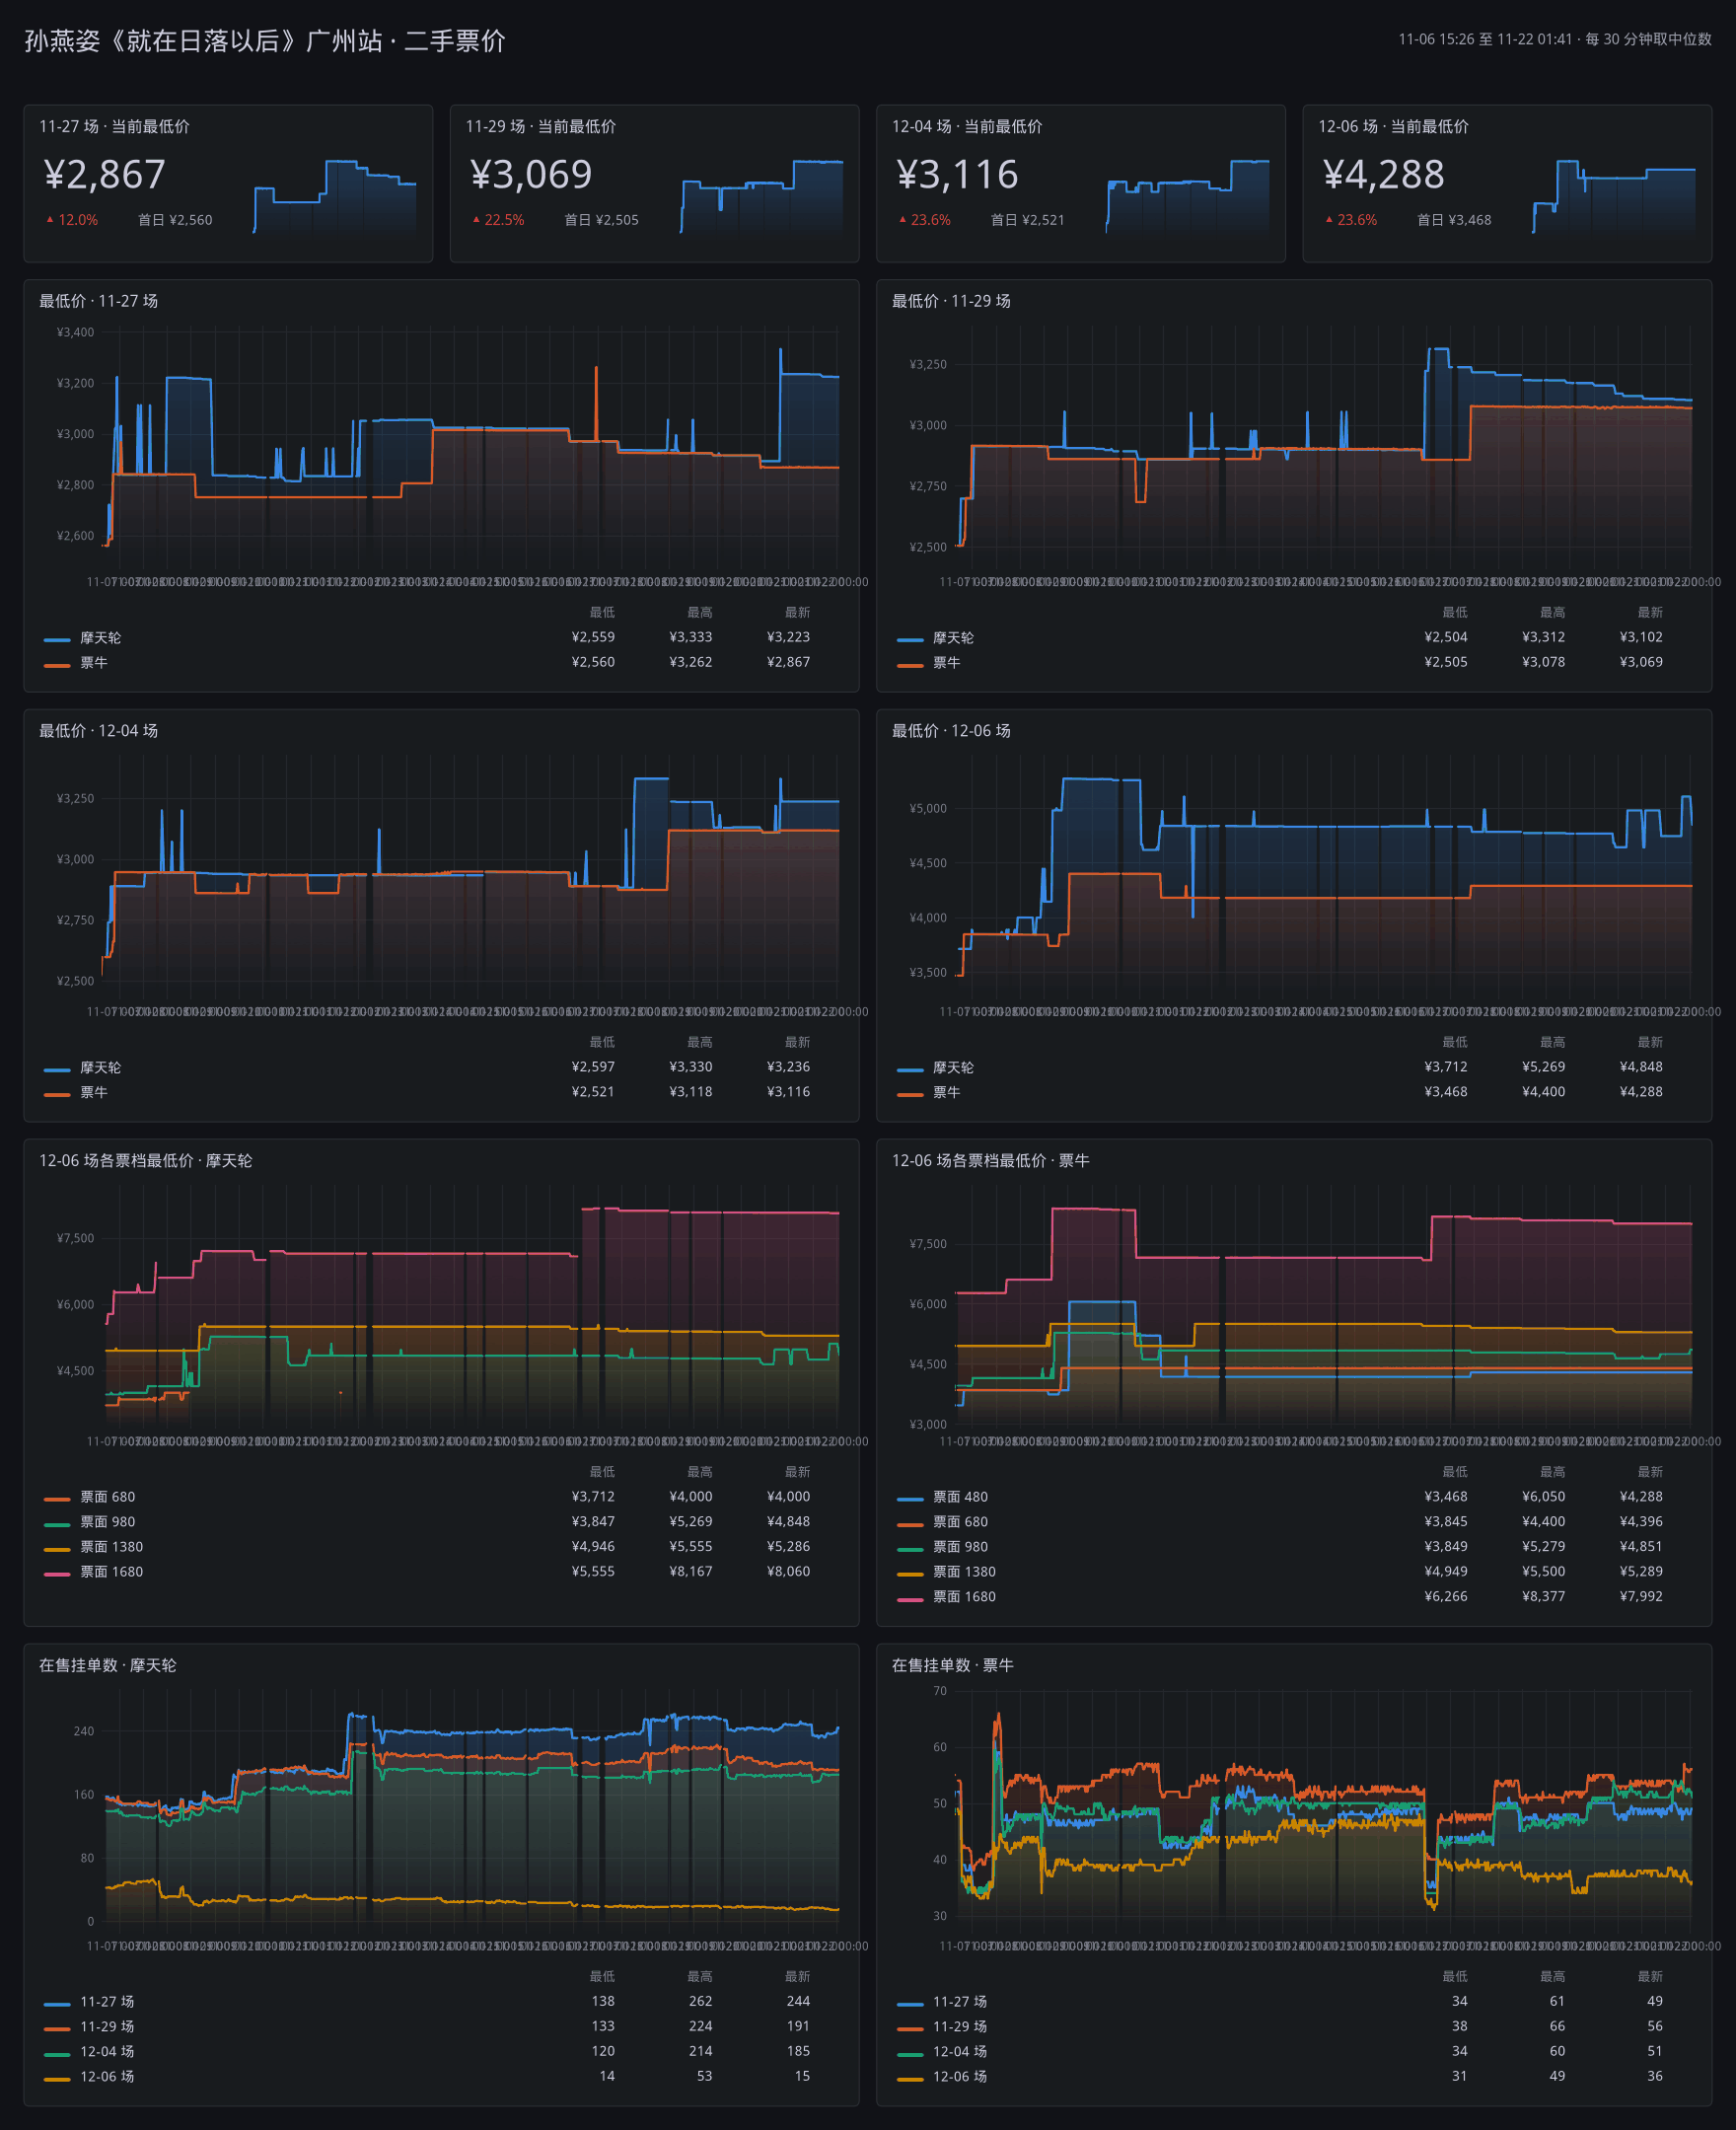 孙燕姿《就在日落以后》广州站 · 二手票价
11-06 15:26 至 11-22 01:41 · 每 30 分钟取中位数
11-27 场 · 当前最低价
¥2,867
▲ 12.0% 首日 ¥2,560
11-29 场 · 当前最低价
¥3,069
▲ 22.5% 首日 ¥2,505
12-04 场 · 当前最低价
¥3,116
▲ 23.6% 首日 ¥2,521
12-06 场 · 当前最低价
¥4,288
▲ 23.6% 首日 ¥3,468
最低价 · 11-27 场
¥3,400
¥3,200
¥3,000
¥2,800
¥2,600
最低 最高 最新
摩天轮 ¥2,559 ¥3,333 ¥3,223
票牛 ¥2,560 ¥3,262 ¥2,867
最低价 · 11-29 场
¥3,250
¥3,000
¥2,750
¥2,500
最低 最高 最新
摩天轮 ¥2,504 ¥3,312 ¥3,102
票牛 ¥2,505 ¥3,078 ¥3,069
最低价 · 12-04 场
¥3,250
¥3,000
¥2,750
¥2,500
最低 最高 最新
摩天轮 ¥2,597 ¥3,330 ¥3,236
票牛 ¥2,521 ¥3,118 ¥3,116
最低价 · 12-06 场
¥5,000
¥4,500
¥4,000
¥3,500
最低 最高 最新
摩天轮 ¥3,712 ¥5,269 ¥4,848
票牛 ¥3,468 ¥4,400 ¥4,288
12-06 场各票档最低价 · 摩天轮
¥7,500
¥6,000
¥4,500
最低 最高 最新
票面 680 ¥3,712 ¥4,000 ¥4,000
票面 980 ¥3,847 ¥5,269 ¥4,848
票面 1380 ¥4,946 ¥5,555 ¥5,286
票面 1680 ¥5,555 ¥8,167 ¥8,060
12-06 场各票档最低价 · 票牛
¥7,500
¥6,000
¥4,500
¥3,000
最低 最高 最新
票面 480 ¥3,468 ¥6,050 ¥4,288
票面 680 ¥3,845 ¥4,400 ¥4,396
票面 980 ¥3,849 ¥5,279 ¥4,851
票面 1380 ¥4,949 ¥5,500 ¥5,289
票面 1680 ¥6,266 ¥8,377 ¥7,992
在售挂单数 · 摩天轮
240
160
80
0
最低 最高 最新
11-27 场 138 262 244
11-29 场 133 224 191
12-04 场 120 214 185
12-06 场 14 53 15
在售挂单数 · 票牛
70
60
50
40
30
最低 最高 最新
11-27 场 34 61 49
11-29 场 38 66 56
12-04 场 34 60 51
12-06 场 31 49 36